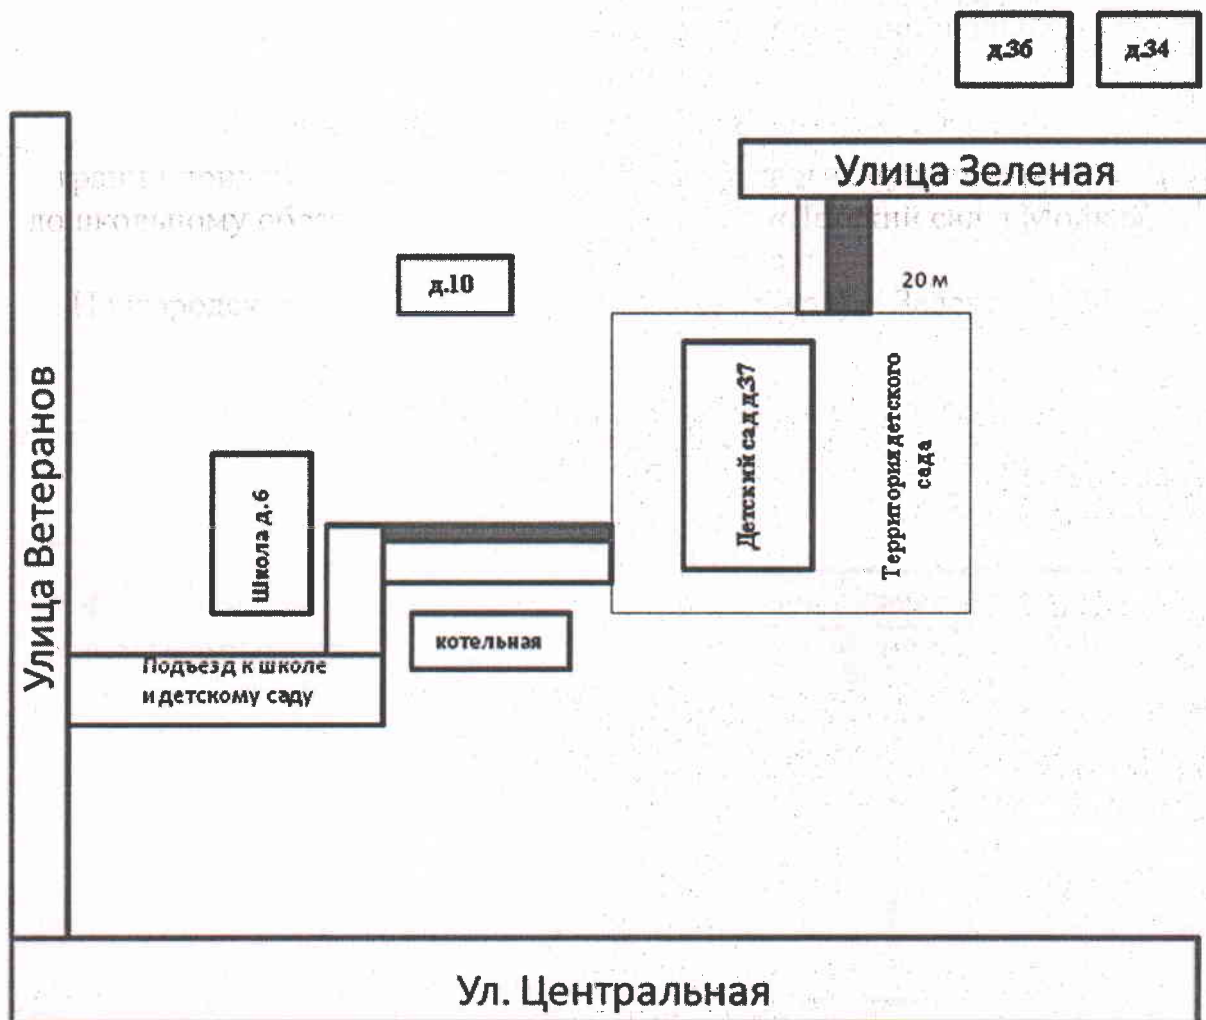 д.36
д.34
Улица Зеленая
20 м
д.10
Улица Ветеранов
Детский сад д.37
Территория детского
сада
Школа д.6
котельная
Подъезд к школе
и детскому саду
Ул. Центральная